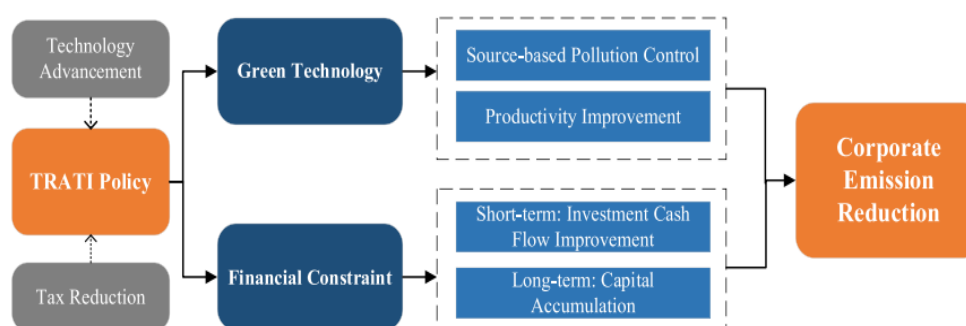 Technology
Advancement
TRATI Policy
Tax Reduction
Green Technology
Financial Constraint
Source-based Pollution Control
Productivity Improvement
Short-term: Investment Cash
Flow Improvement
Long-term: Capital
Accumulation
Corporate
Emission
Reduction